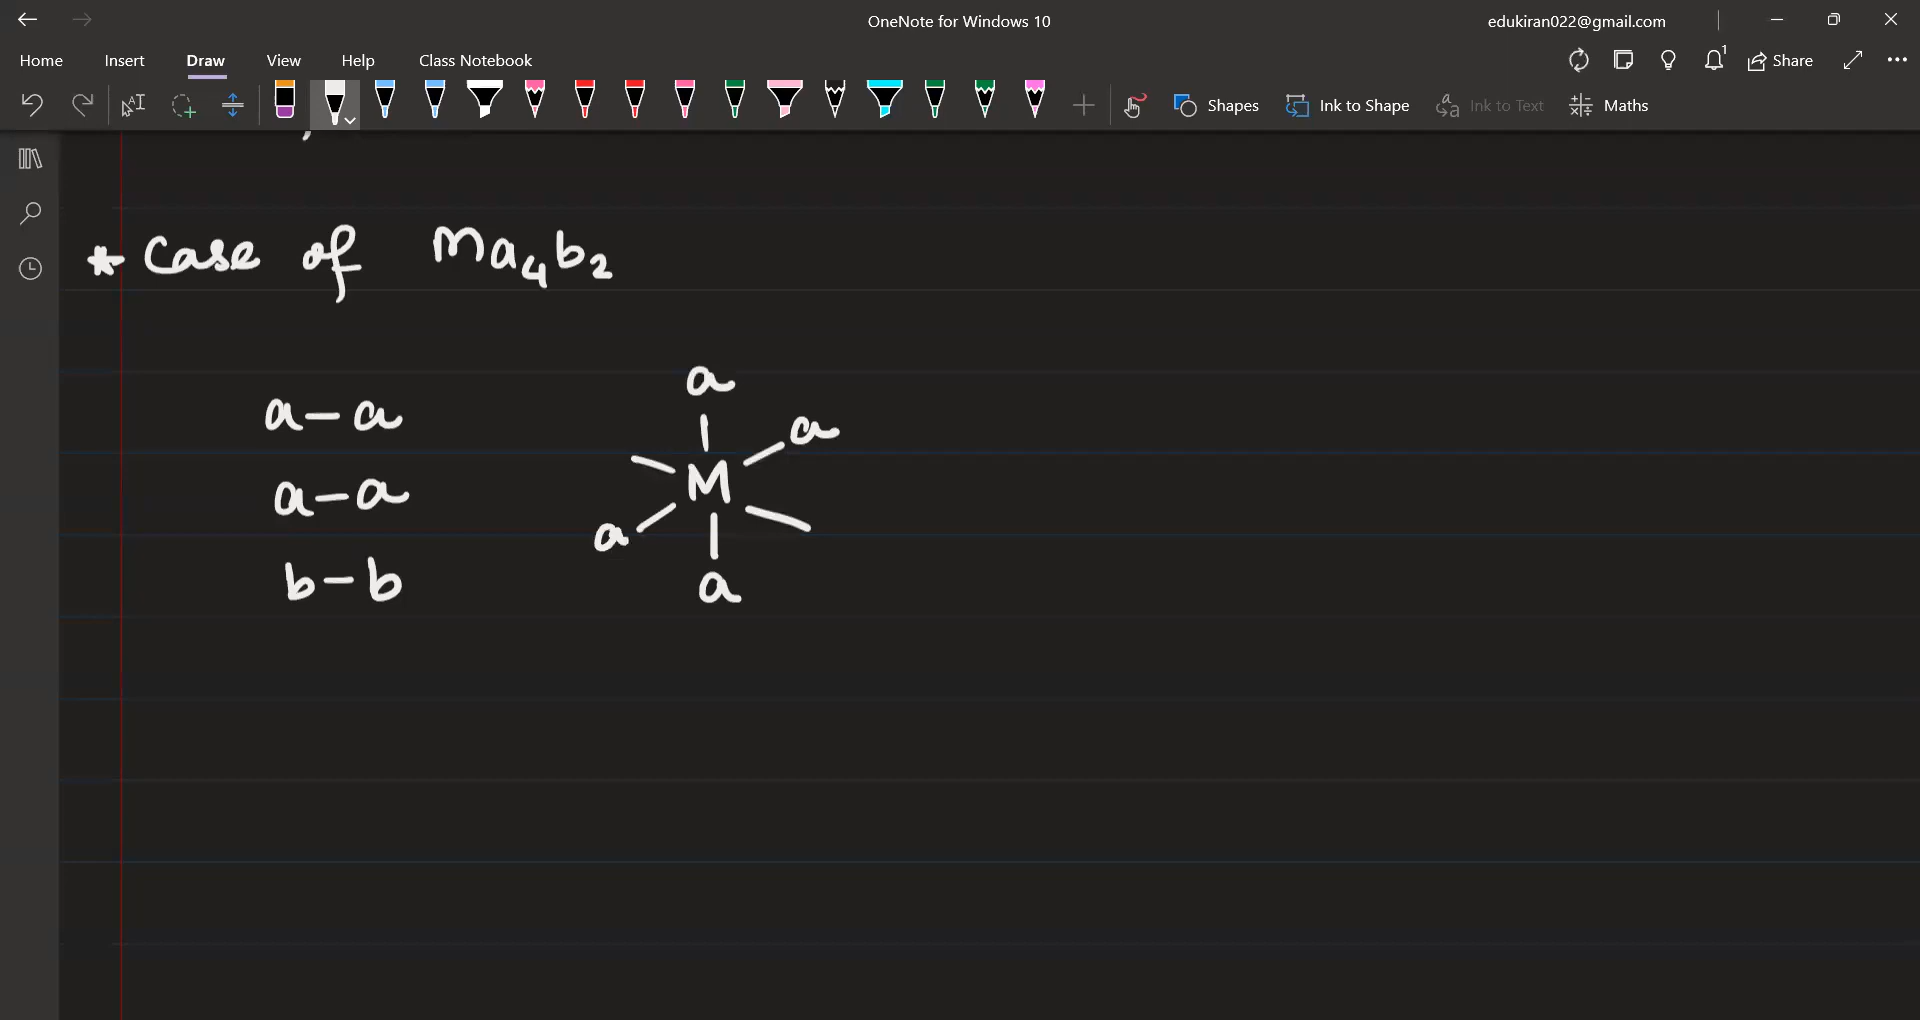 OneNote for Windows 10
edukiran022@gmail.com
Home Insert Draw View Help Class Notebook
1
Share
Shapes
Ink to Shape
Ink to Text
Maths
* Case of Ma₄b₂
a
a – a
a
M
a – a
a
b – b
a